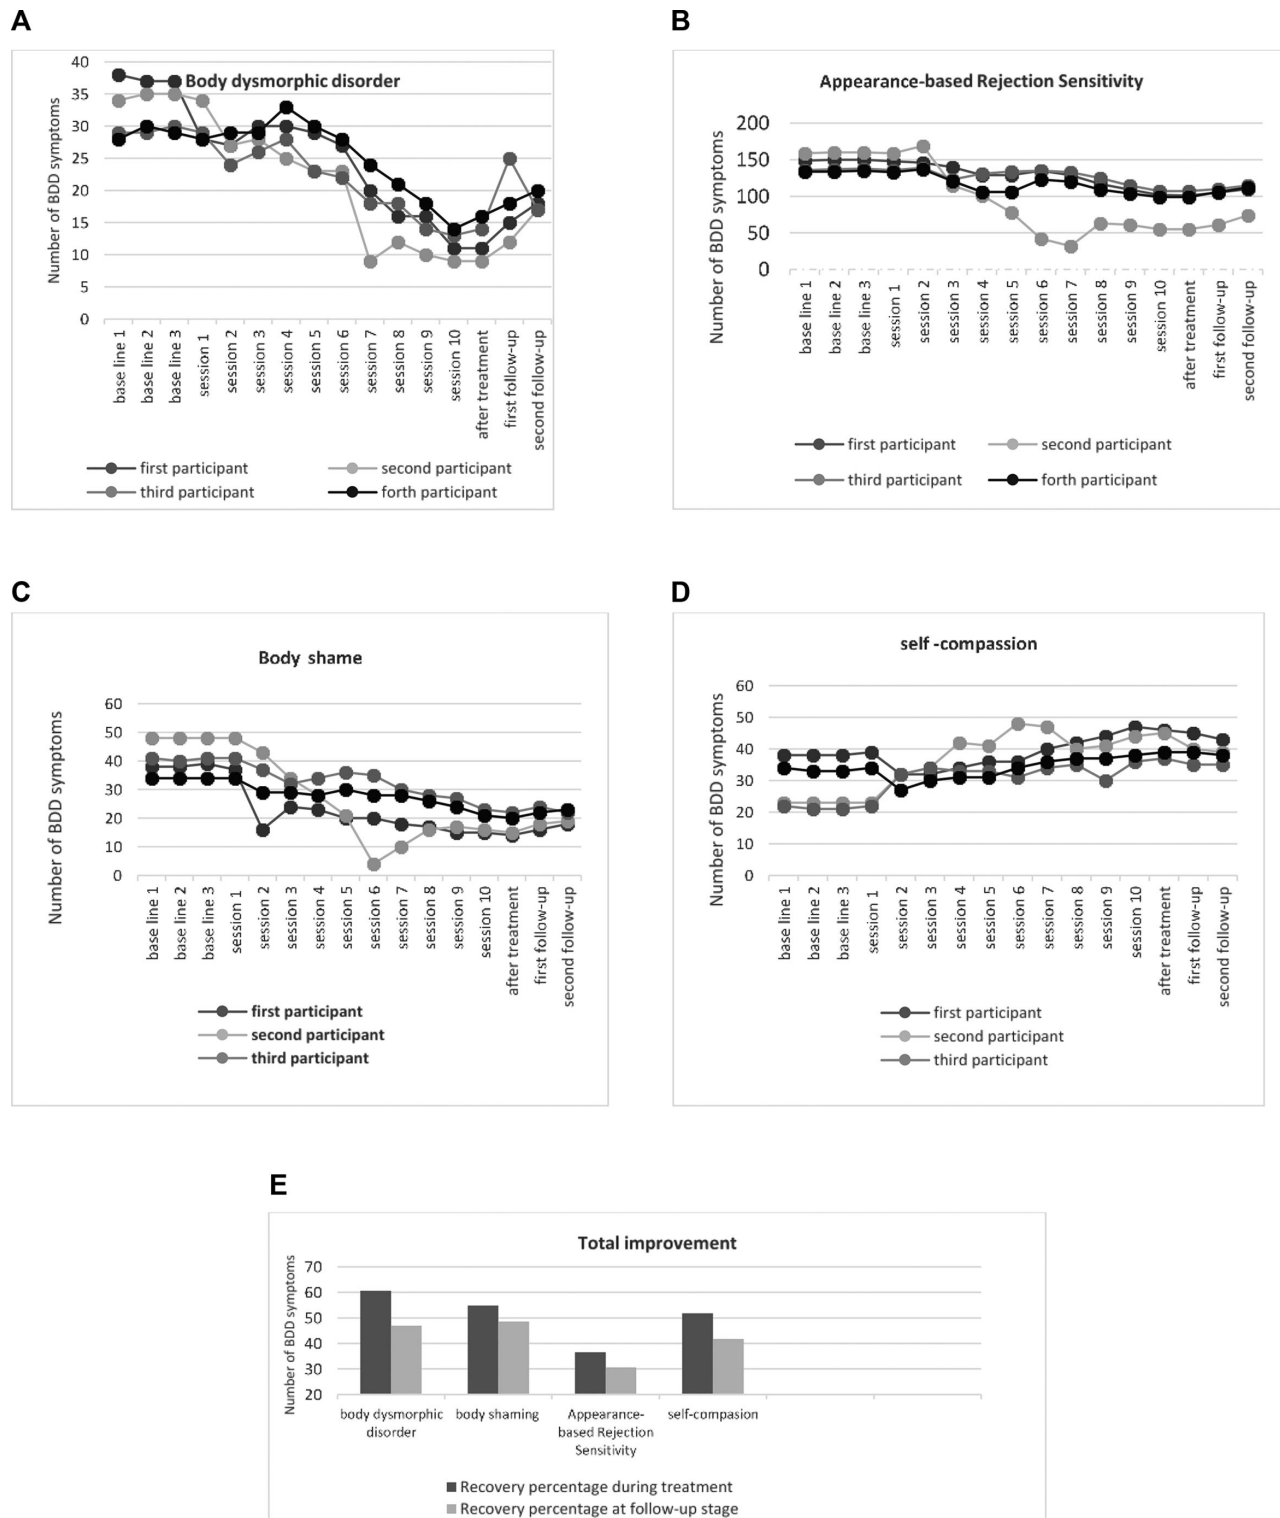 A
Body dysmorphic disorder
Number of BDD symptoms
40
35
30
25
20
15
10
5
0
base line 1
base line 2
base line 3
session 1
session 2
session 3
session 4
session 5
session 6
session 7
session 8
session 9
session 10
after treatment
first follow-up
second follow-up
first participant
second participant
third participant
forth participant
B
Appearance-based Rejection Sensitivity
Number of BDD symptoms
200
150
100
50
0
base line 1
base line 2
base line 3
session 1
session 2
session 3
session 4
session 5
session 6
session 7
session 8
session 9
session 10
after treatment
first follow-up
second follow-up
first participant
second participant
third participant
forth participant
C
Body shame
Number of BDD symptoms
60
50
40
30
20
10
0
base line 1
base line 2
base line 3
session 1
session 2
session 3
session 4
session 5
session 6
session 7
session 8
session 9
session 10
after treatment
first follow-up
second follow-up
first participant
second participant
third participant
D
self -compassion
Number of BDD symptoms
60
50
40
30
20
10
0
base line 1
base line 2
base line 3
session 1
session 2
session 3
session 4
session 5
session 6
session 7
session 8
session 9
session 10
after treatment
first follow-up
second follow-up
first participant
second participant
third participant
E
Total improvement
Number of BDD symptoms
70
60
50
40
30
20
body dysmorphic
disorder
body shaming
Appearance-
based Rejection
Sensitivity
self-compasion
Recovery percentage during treatment
Recovery percentage at follow-up stage